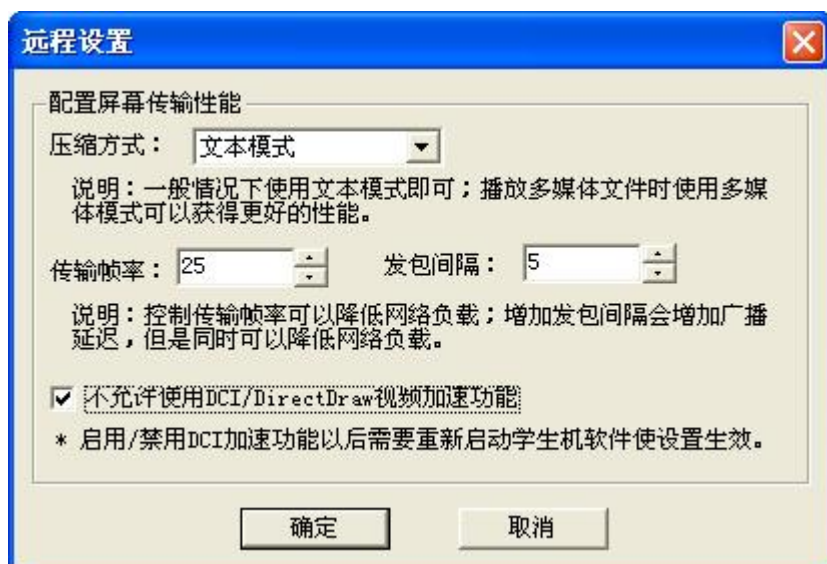 远程设置
配置屏幕传输性能
压缩方式： 文本模式
说明：一般情况下使用文本模式即可；播放多媒体文件时使用多媒
体模式可以获得更好的性能。
传输帧率： 25 发包间隔： 5
说明：控制传输帧率可以降低网络负载；增加发包间隔会增加广播
延迟，但是同时可以降低网络负载。
不允许使用DCI/DirectDraw视频加速功能
* 启用/禁用DCI加速功能以后需要重新启动学生机软件使设置生效。
确定 取消